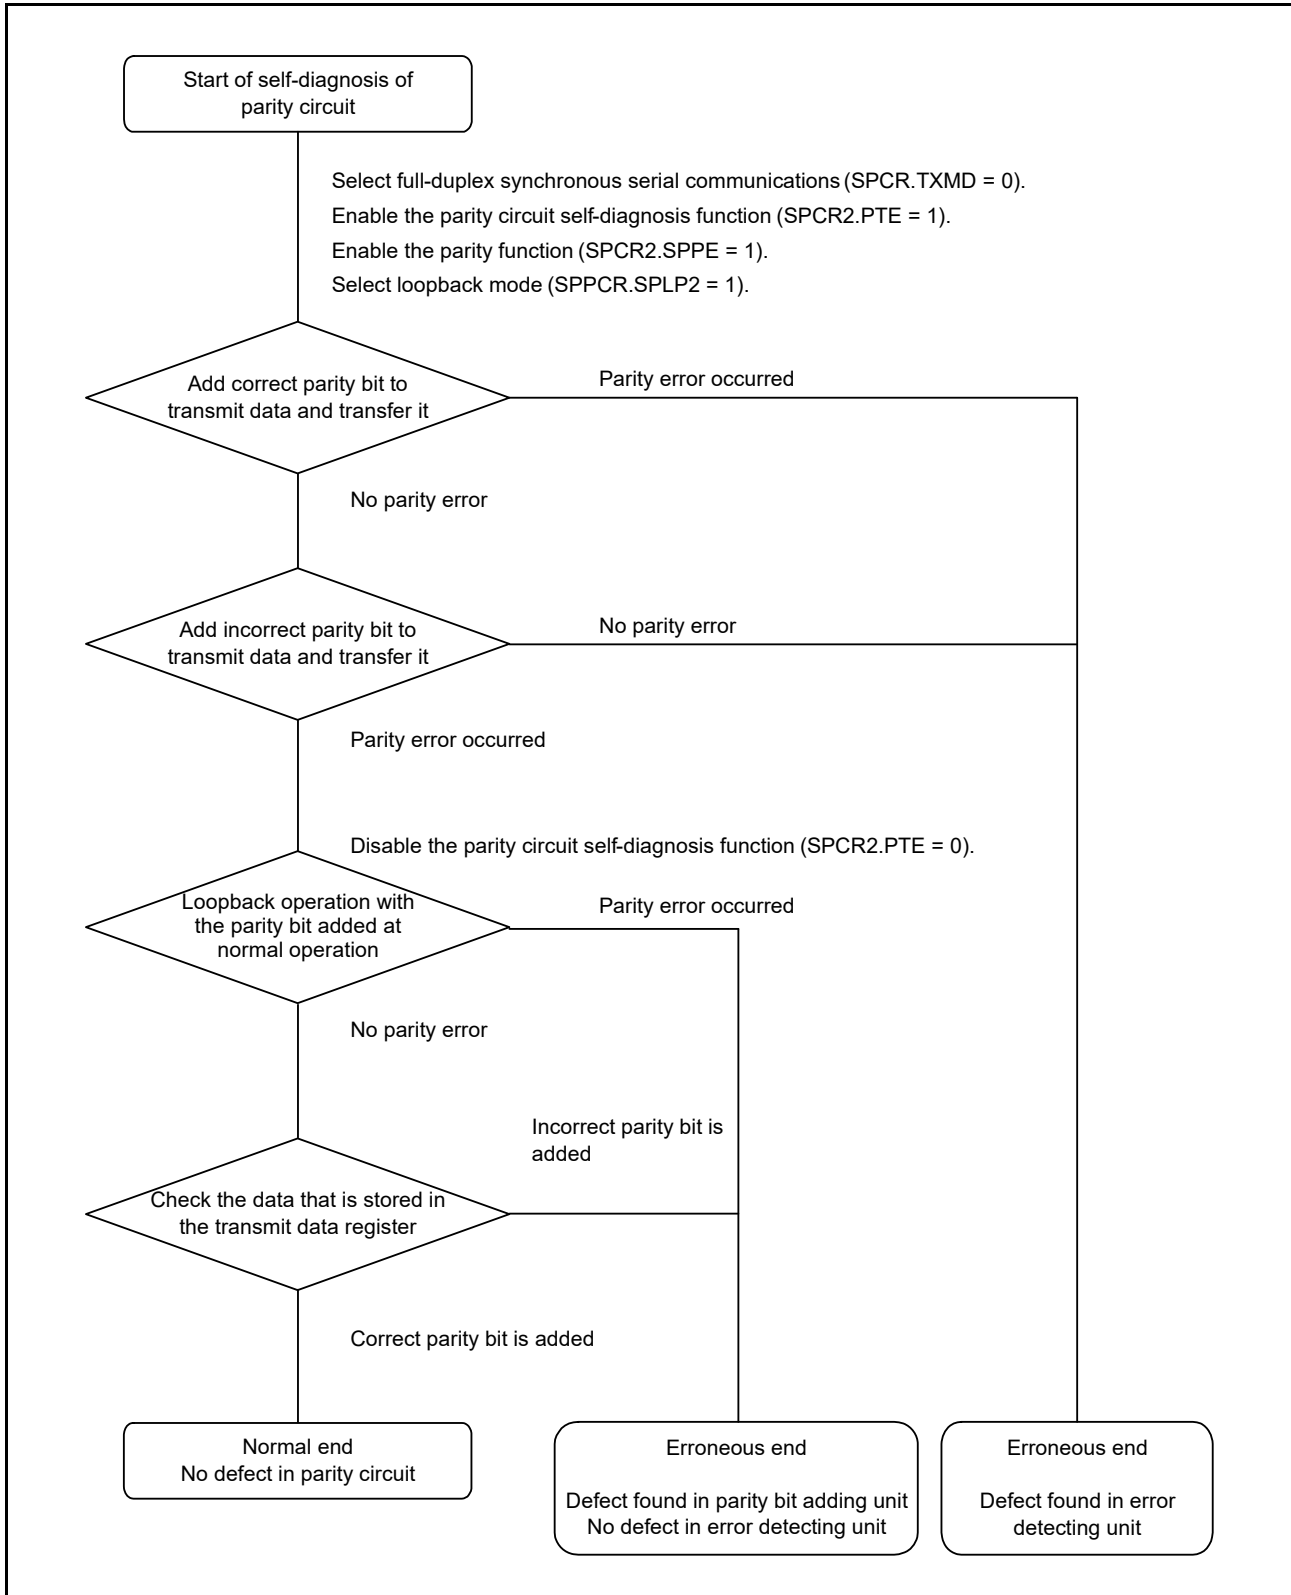 Start of self-diagnosis of
parity circuit
Select full-duplex synchronous serial communications (SPCR.TXMD = 0).
Enable the parity circuit self-diagnosis function (SPCR2.PTE = 1).
Enable the parity function (SPCR2.SPPE = 1).
Select loopback mode (SPPCR.SPLP2 = 1).
Add correct parity bit to
transmit data and transfer it
Parity error occurred
No parity error
Add incorrect parity bit to
transmit data and transfer it
No parity error
Parity error occurred
Disable the parity circuit self-diagnosis function (SPCR2.PTE = 0).
Loopback operation with
the parity bit added at
normal operation
Parity error occurred
No parity error
Incorrect parity bit is
added
Check the data that is stored in
the transmit data register
Correct parity bit is added
Normal end
No defect in parity circuit
Erroneous end
Defect found in parity bit adding unit
No defect in error detecting unit
Erroneous end
Defect found in error
detecting unit